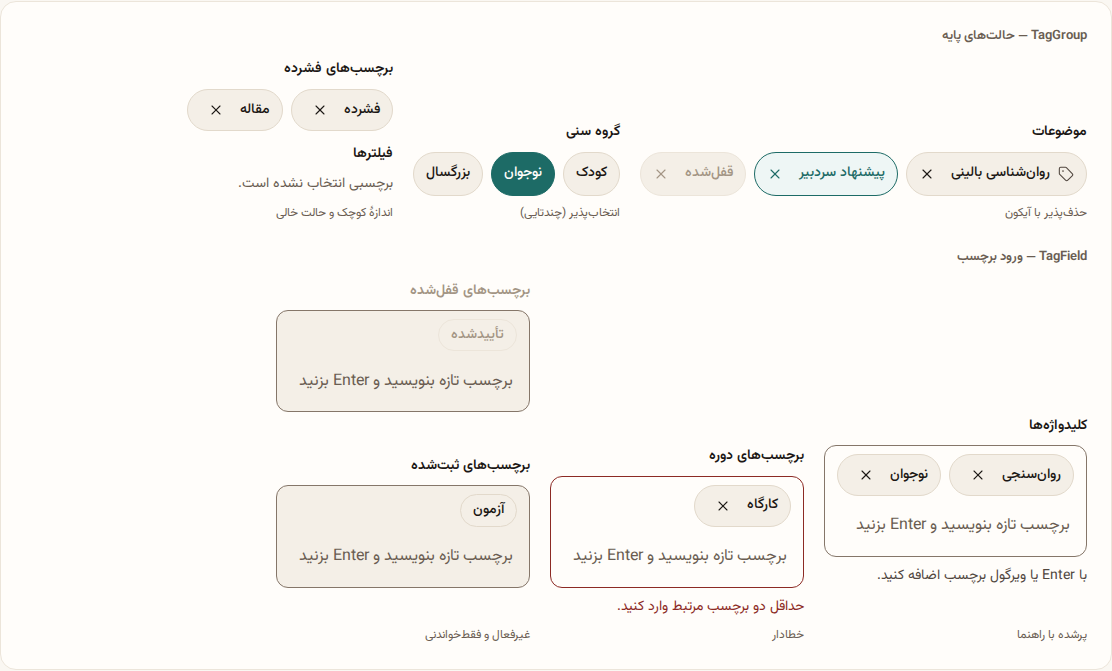 TagGroup — حالت‌های پایه
موضوعات
روان‌شناسی بالینی
پیشنهاد سردبیر
قفل‌شده
حذف‌پذیر با آیکون
گروه سنی
کودک
نوجوان
بزرگسال
انتخاب‌پذیر (چندتایی)
برچسب‌های فشرده
فشرده
مقاله
فیلترها
برچسبی انتخاب نشده است.
اندازهٔ کوچک و حالت خالی
TagField — ورود برچسب
کلیدواژه‌ها
روان‌سنجی
نوجوان
برچسب تازه بنویسید و Enter بزنید
با Enter یا ویرگول برچسب اضافه کنید.
پرشده با راهنما
برچسب‌های دوره
کارگاه
برچسب تازه بنویسید و Enter بزنید
حداقل دو برچسب مرتبط وارد کنید.
خطادار
برچسب‌های قفل‌شده
تأییدشده
برچسب تازه بنویسید و Enter بزنید
برچسب‌های ثبت‌شده
آزمون
برچسب تازه بنویسید و Enter بزنید
غیرفعال و فقط‌خواندنی